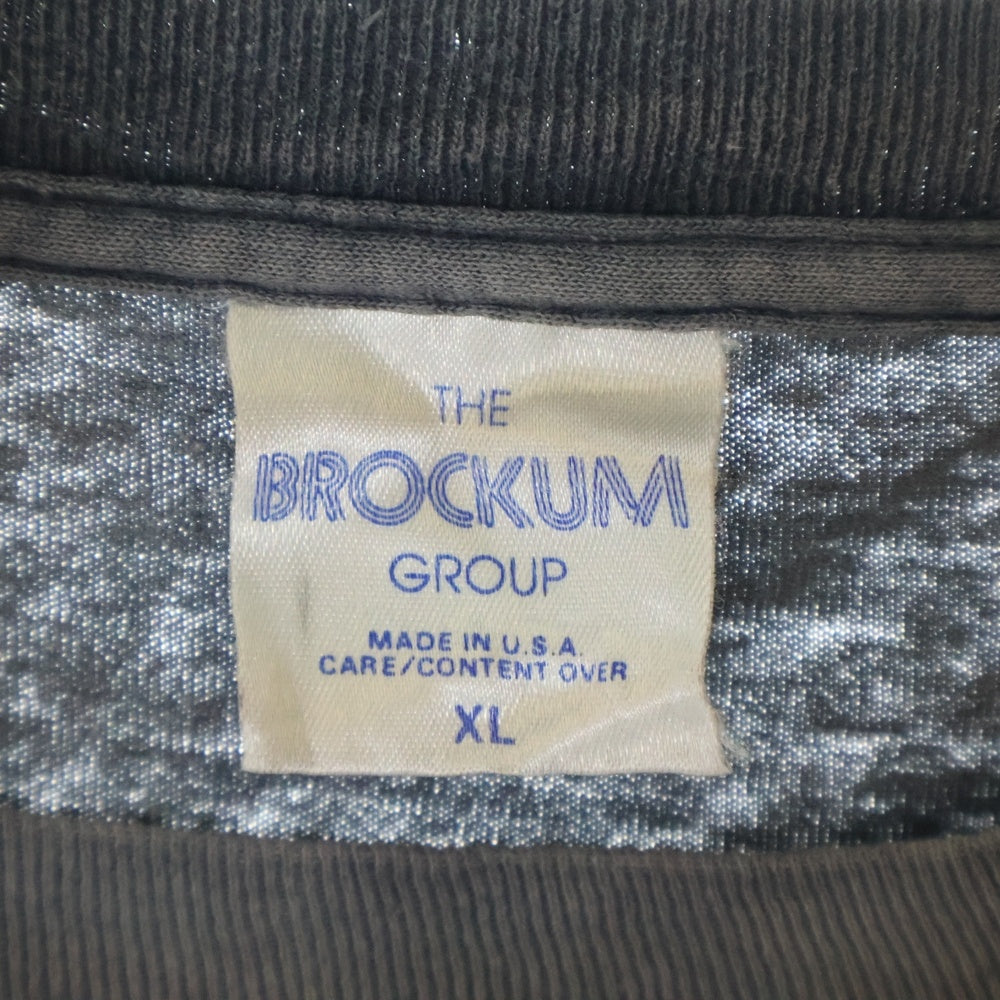 THE
BROCKUM
GROUP
MADE IN U.S.A.
CARE/CONTENT OVER
XL